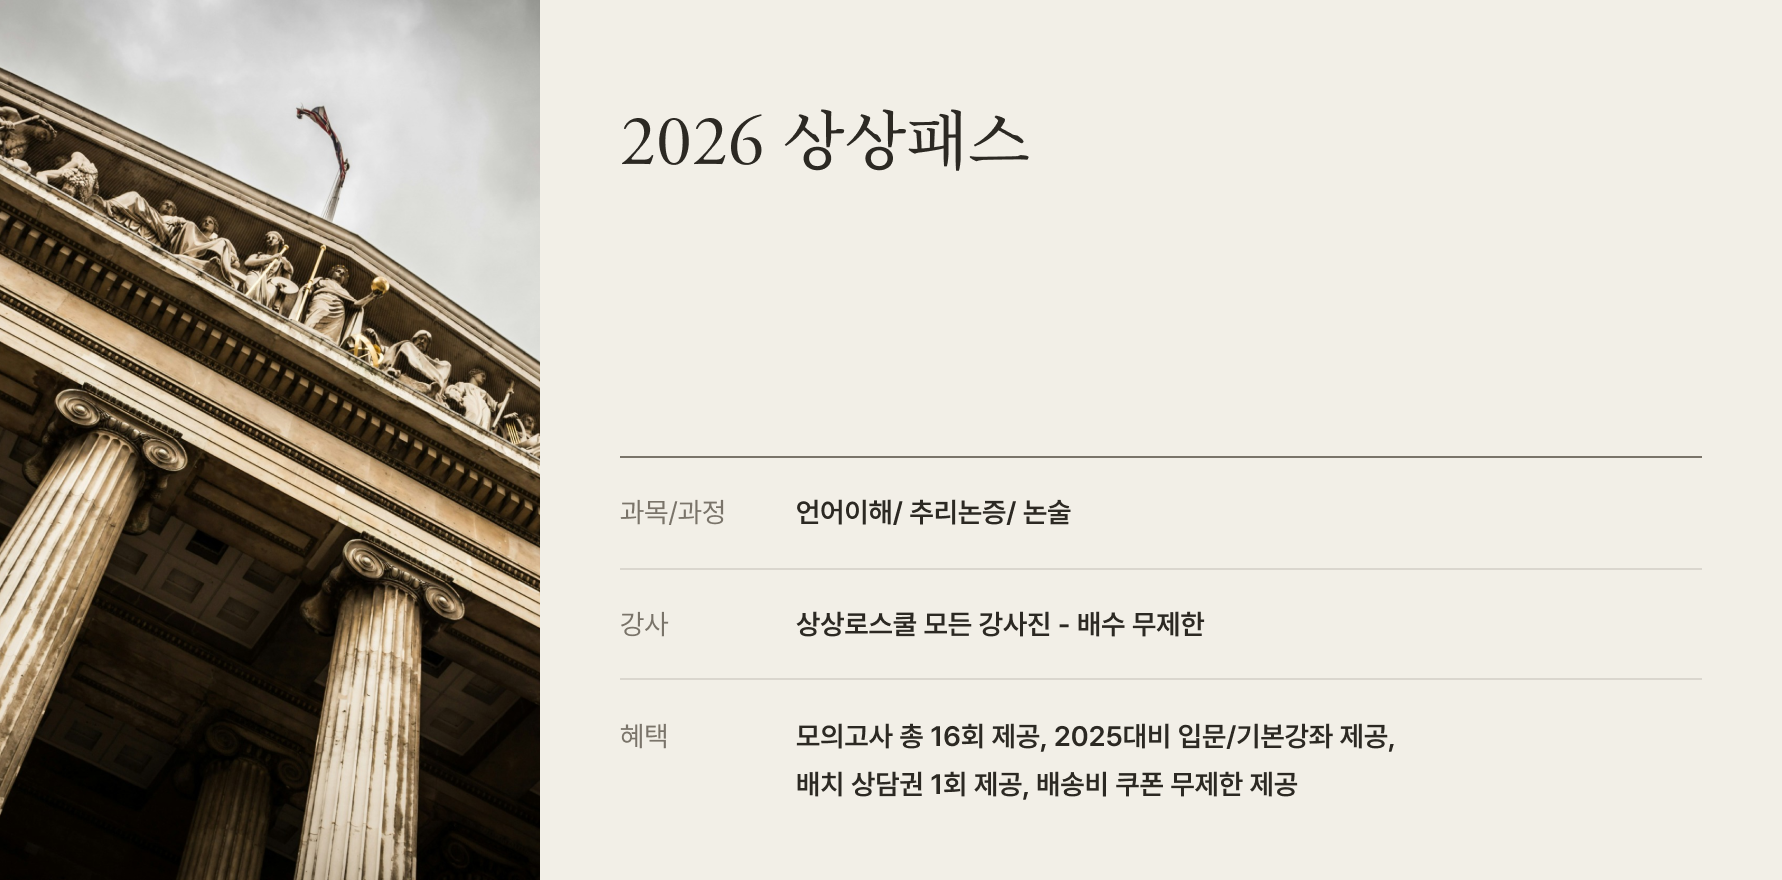 2026 상상패스
과목/과정 언어이해/ 추리논증/ 논술
강사 상상로스쿨 모든 강사진 - 배수 무제한
혜택 모의고사 총 16회 제공, 2025대비 입문/기본강좌 제공,
배치 상담권 1회 제공, 배송비 쿠폰 무제한 제공